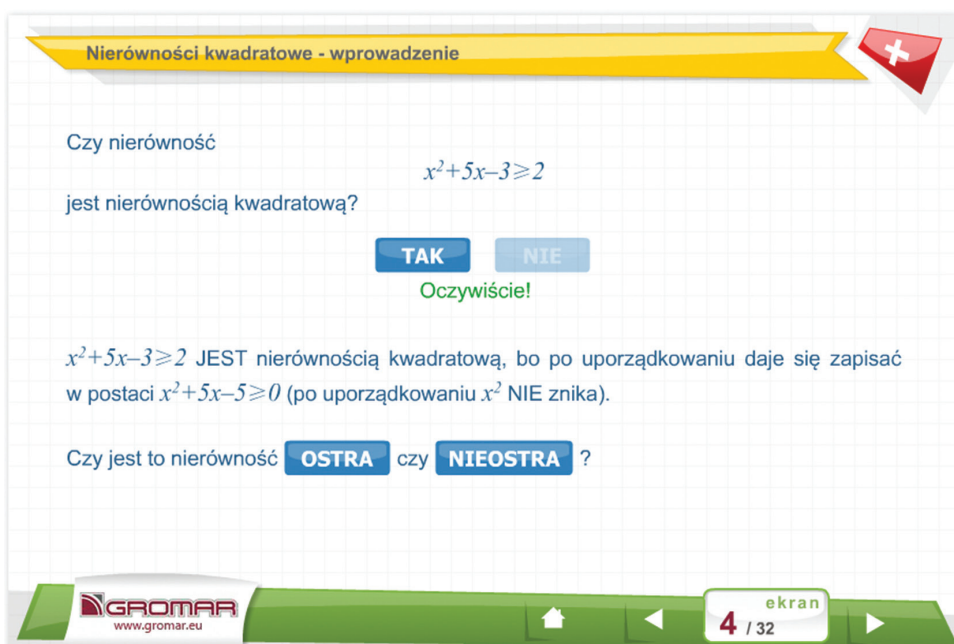 Nierówności kwadratowe - wprowadzenie
Czy nierówność
x²+5x–3⩾2
jest nierównością kwadratową?
TAK NIE
Oczywiście!
x²+5x–3⩾2 JEST nierównością kwadratową, bo po uporządkowaniu daje się zapisać
w postaci x²+5x–5⩾0 (po uporządkowaniu x² NIE znika).
Czy jest to nierówność OSTRA czy NIEOSTRA ?
GROMAR
www.gromar.eu
ekran
4 / 32